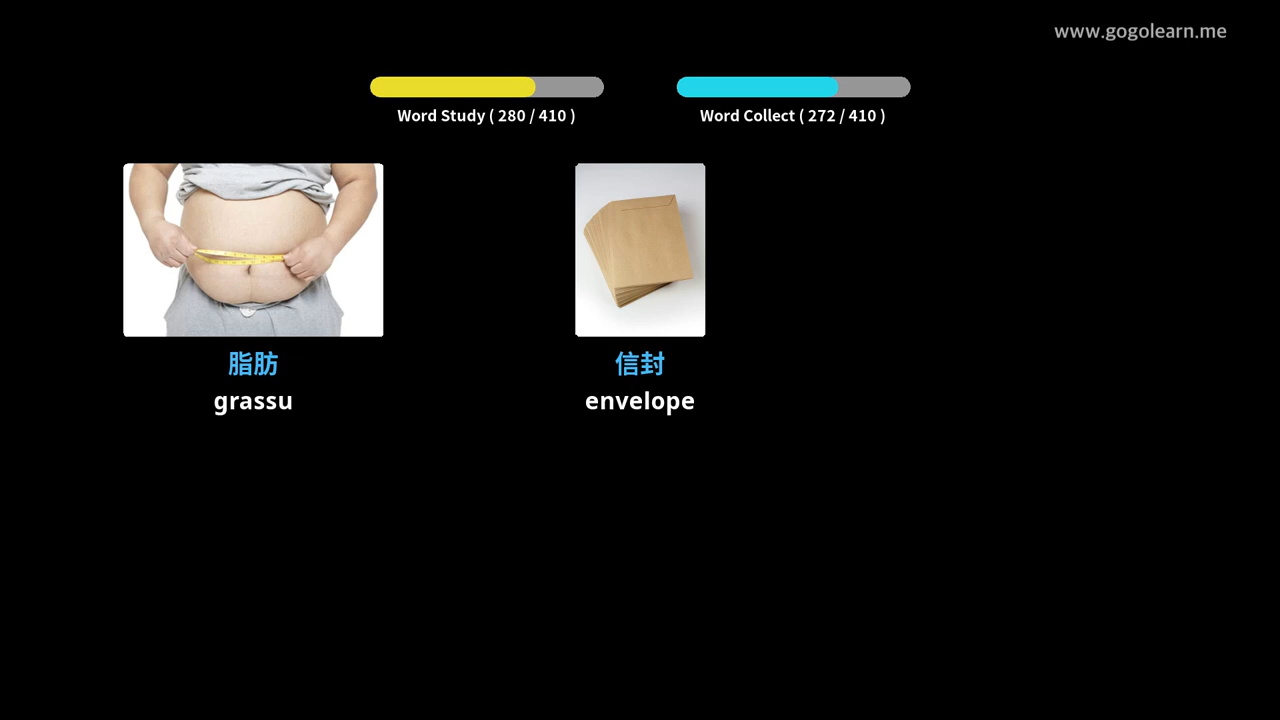 www.gogolearn.me
Word Study ( 280 / 410 )
Word Collect ( 272 / 410 )
脂肪
grassu
信封
envelope